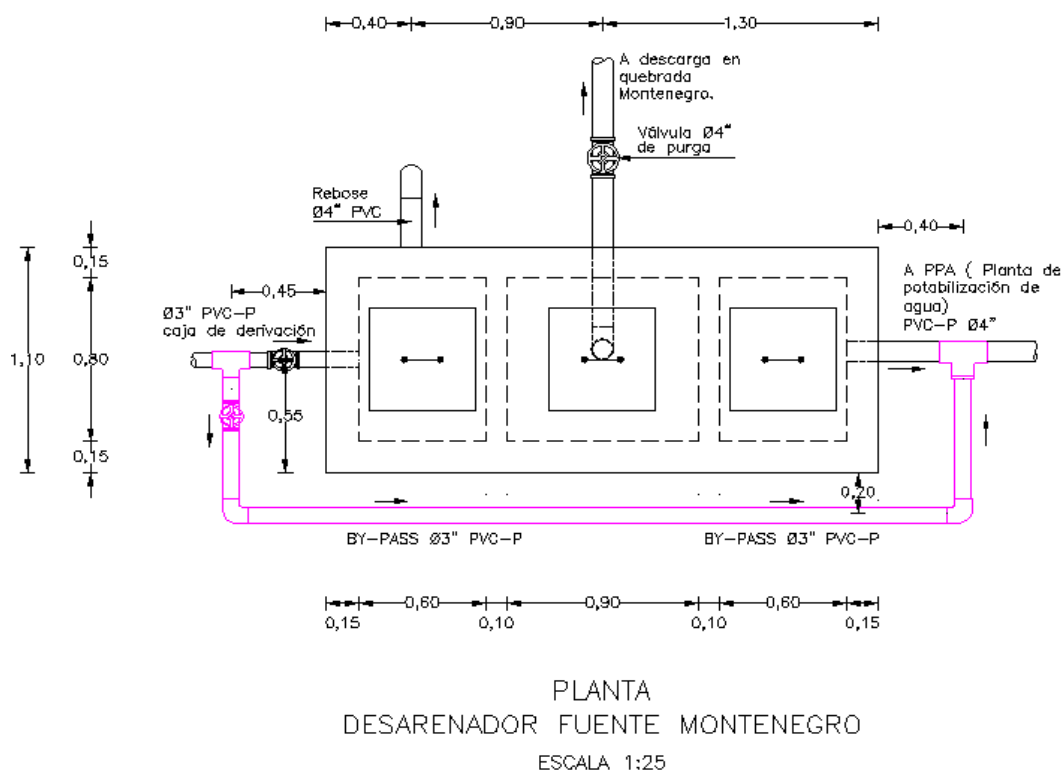 0,40
0,90
1,30
A descarga en
quebrada
Montenegro.
Válvula Ø4"
de purga
Rebose
Ø4" PVC
0,40
0,15
0,45
A PPA ( Planta de
potabilización de
agua)
PVC-P Ø4"
Ø3" PVC-P
caja de derivación
1,10
0,80
0,55
0,15
0,20
BY-PASS Ø3" PVC-P
BY-PASS Ø3" PVC-P
0,60
0,90
0,60
0,15
0,10
0,10
0,15
PLANTA
DESARENADOR FUENTE MONTENEGRO
ESCALA 1:25